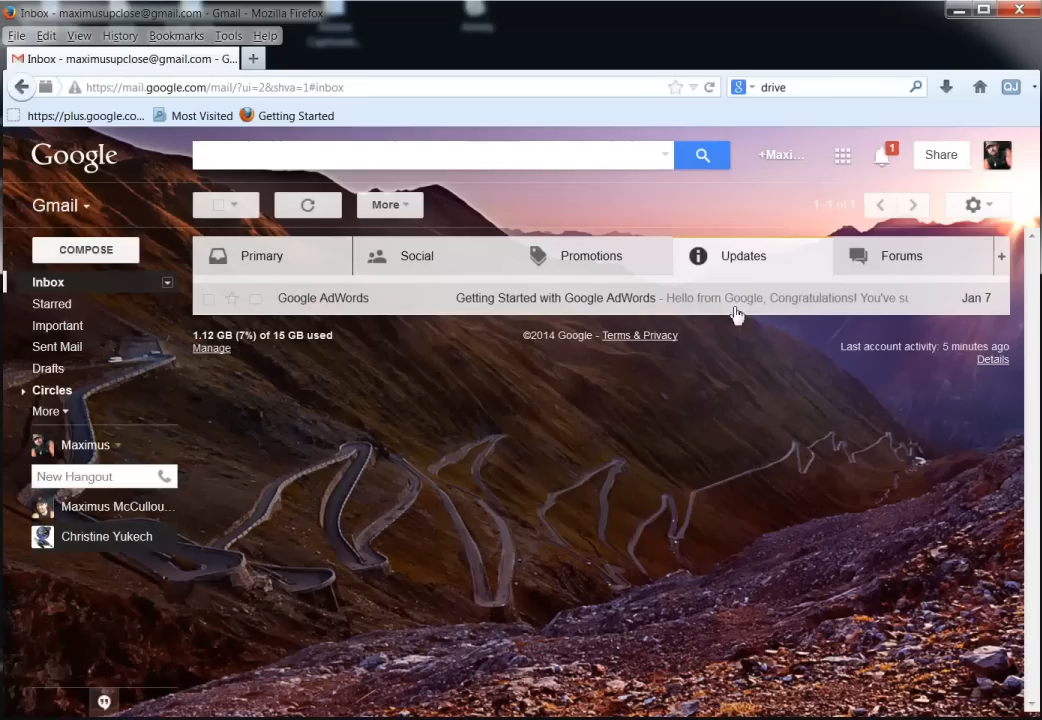 Inbox - maximusupclose@gmail.com - Gmail - Mozilla Firefox
File Edit View History Bookmarks Tools Help
Inbox - maximusupclose@gmail.com - G...
https://mail.google.com/mail/?ui=2&shva=1#inbox
drive
https://plus.google.co... Most Visited Getting Started
Google +Maxi... 1 Share
Gmail More 1–1 of 1
COMPOSE
Primary Social Promotions Updates Forums
Inbox
Google AdWords Getting Started with Google AdWords - Hello from Google, Congratulations! You've su Jan 7
Starred
Important
1.12 GB (7%) of 15 GB used ©2014 Google - Terms & Privacy
Manage
Last account activity: 5 minutes ago
Details
Sent Mail
Drafts
Circles
More
Maximus
New Hangout
Maximus McCullou...
Christine Yukech